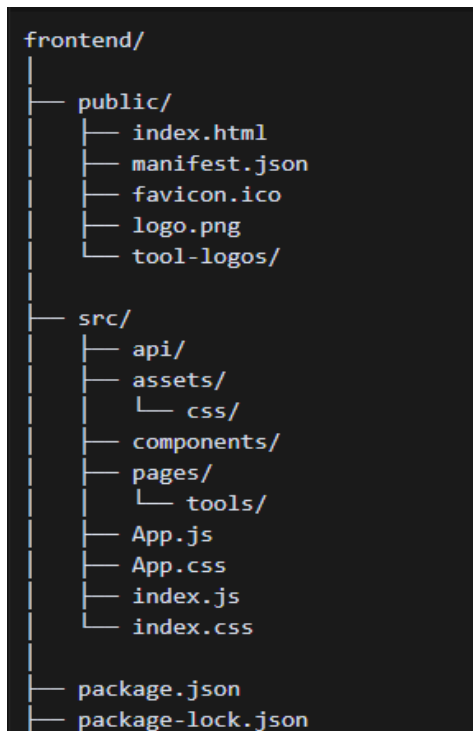 frontend/
│
├── public/
│   ├── index.html
│   ├── manifest.json
│   ├── favicon.ico
│   ├── logo.png
│   └── tool-logos/
│
├── src/
│   ├── api/
│   ├── assets/
│   │   └── css/
│   ├── components/
│   ├── pages/
│   │   └── tools/
│   ├── App.js
│   ├── App.css
│   ├── index.js
│   └── index.css
│
├── package.json
├── package-lock.json